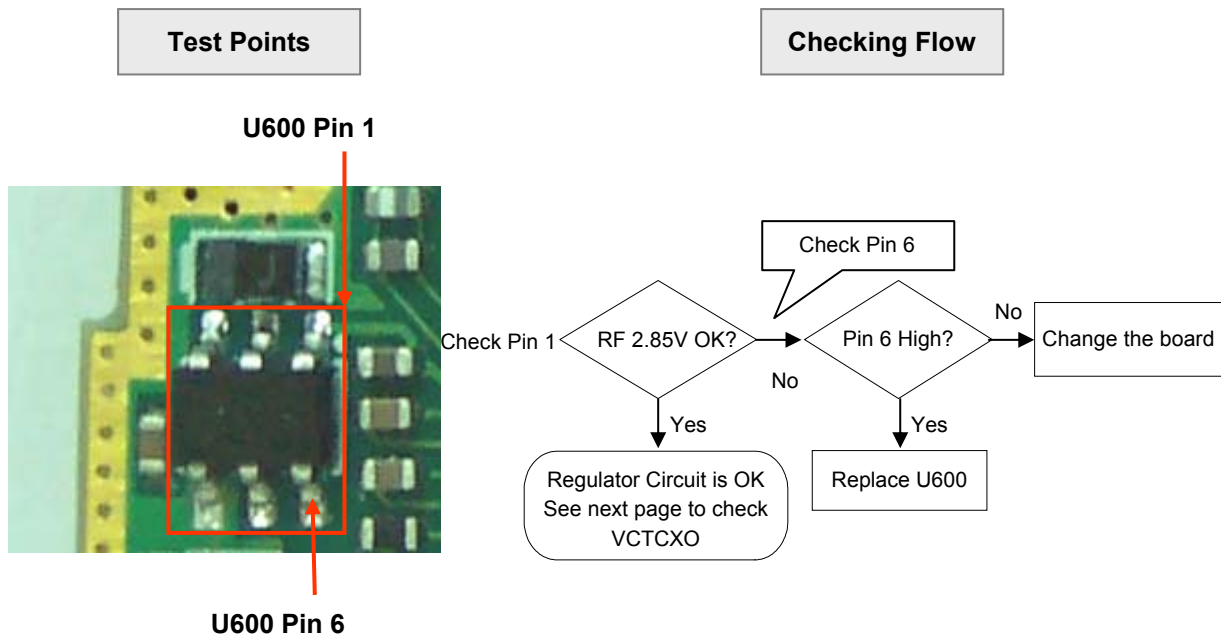 Test Points
Checking Flow
U600 Pin 1
U600 Pin 6
Check Pin 6
Check Pin 1
RF 2.85V OK?
No
Pin 6 High?
No
Change the board
Yes
Yes
Regulator Circuit is OK
See next page to check
VCTCXO
Replace U600